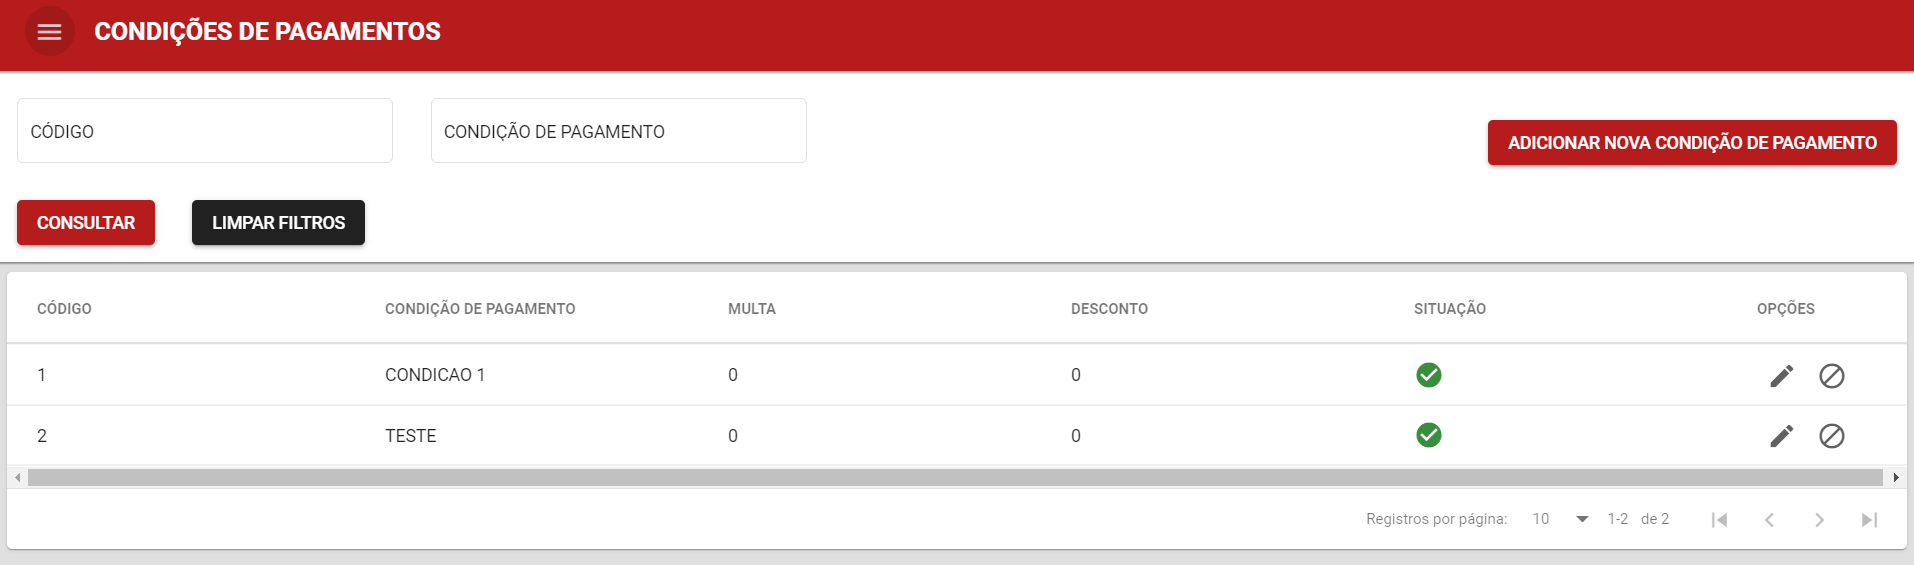 CONDIÇÕES DE PAGAMENTOS
CÓDIGO
CONDIÇÃO DE PAGAMENTO
ADICIONAR NOVA CONDIÇÃO DE PAGAMENTO
CONSULTAR LIMPAR FILTROS
CÓDIGO CONDIÇÃO DE PAGAMENTO MULTA DESCONTO SITUAÇÃO OPÇÕES
1 CONDICAO 1 0 0
2 TESTE 0 0
Registros por página: 10 1-2 de 2